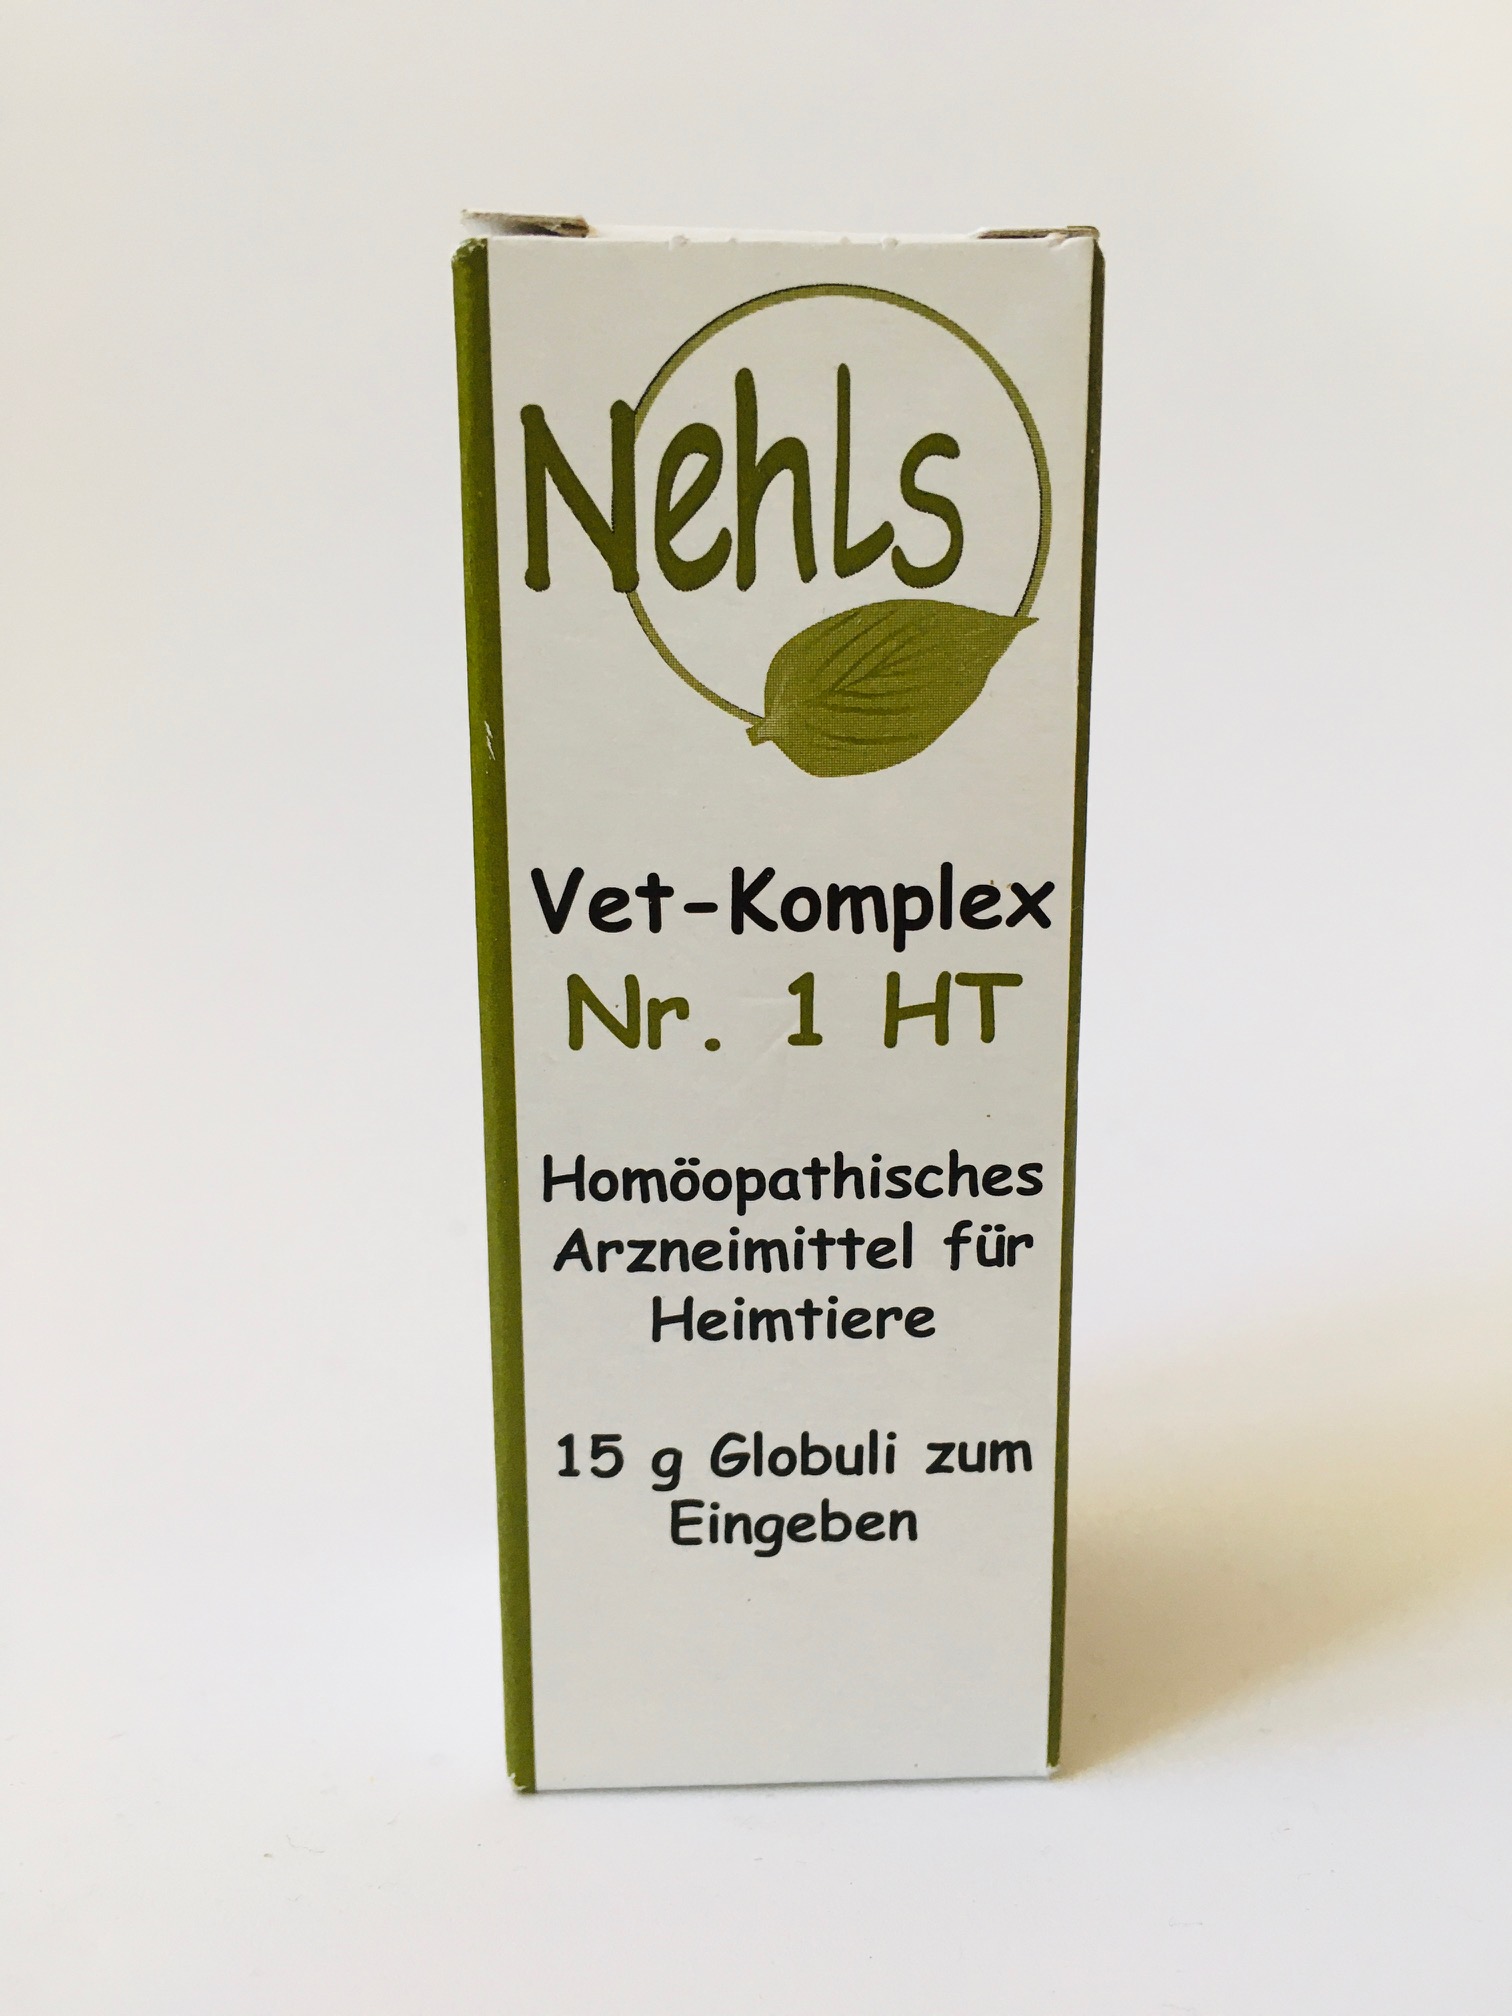 Nehls
Vet-Komplex
Nr. 1 HT
Homöopathisches
Arzneimittel für
Heimtiere
15 g Globuli zum
Eingeben